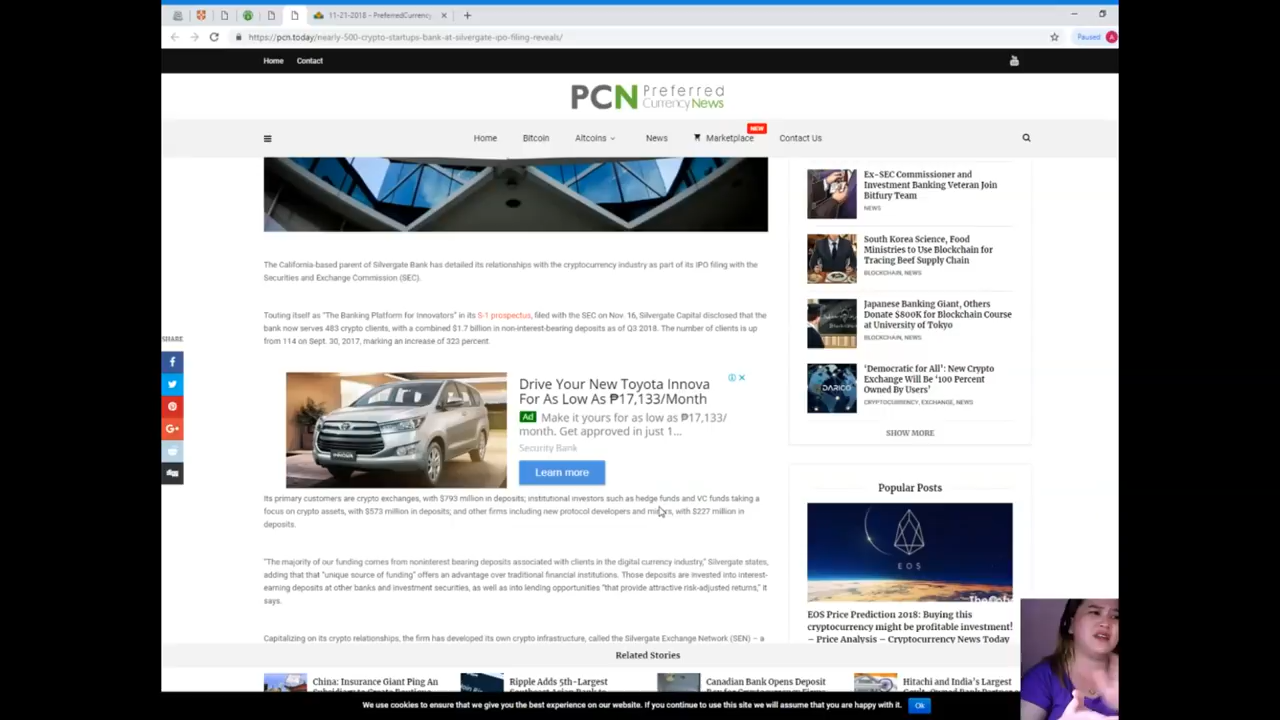 11-21-2018 - PreferredCurrency
https://pcn.today/nearly-500-crypto-startups-bank-at-silvergate-ipo-filing-reveals/
Paused
A
Home
Contact
PCN Preferred
CurrencyNews
NEW
Home
Bitcoin
Altcoins
News
Marketplace
Contact Us
The California-based parent of Silvergate Bank has detailed its relationships with the cryptocurrency industry as part of its IPO filing with the
Securities and Exchange Commission (SEC).
Touting itself as "The Banking Platform for Innovators" in its S-1 prospectus, filed with the SEC on Nov. 16, Silvergate Capital disclosed that the
bank now serves 483 crypto clients, with a combined $1.7 billion in non-interest-bearing deposits as of Q3 2018. The number of clients is up
from 114 on Sept. 30, 2017, marking an increase of 323 percent.
SHARE
Drive Your New Toyota Innova
For As Low As ₱17,133/Month
Ad Make it yours for as low as ₱17,133/
month. Get approved in just 1...
Security Bank
Learn more
Its primary customers are crypto exchanges, with $793 million in deposits; institutional investors such as hedge funds and VC funds taking a
focus on crypto assets, with $573 million in deposits; and other firms including new protocol developers and miners, with $227 million in
deposits.
"The majority of our funding comes from noninterest bearing deposits associated with clients in the digital currency industry," Silvergate states,
adding that that "unique source of funding" offers an advantage over traditional financial institutions. Those deposits are invested into interest-
earning deposits at other banks and investment securities, as well as into lending opportunities "that provide attractive risk-adjusted returns," it
says.
Capitalizing on its crypto relationships, the firm has developed its own crypto infrastructure, called the Silvergate Exchange Network (SEN) – a
Ex-SEC Commissioner and
Investment Banking Veteran Join
Bitfury Team
NEWS
South Korea Science, Food
Ministries to Use Blockchain for
Tracing Beef Supply Chain
BLOCKCHAIN, NEWS
Japanese Banking Giant, Others
Donate $800K for Blockchain Course
at University of Tokyo
BLOCKCHAIN, NEWS
DARICO
'Democratic for All': New Crypto
Exchange Will Be '100 Percent
Owned By Users'
CRYPTOCURRENCY, EXCHANGE, NEWS
SHOW MORE
Popular Posts
EOS
EOS Price Prediction 2018: Buying this
cryptocurrency might be profitable investment!
– Price Analysis – Cryptocurrency News Today
Related Stories
China: Insurance Giant Ping An
Ripple Adds 5th-Largest
Canadian Bank Opens Deposit
Hitachi and India's Largest
We use cookies to ensure that we give you the best experience on our website. If you continue to use this site we will assume that you are happy with it.
Ok